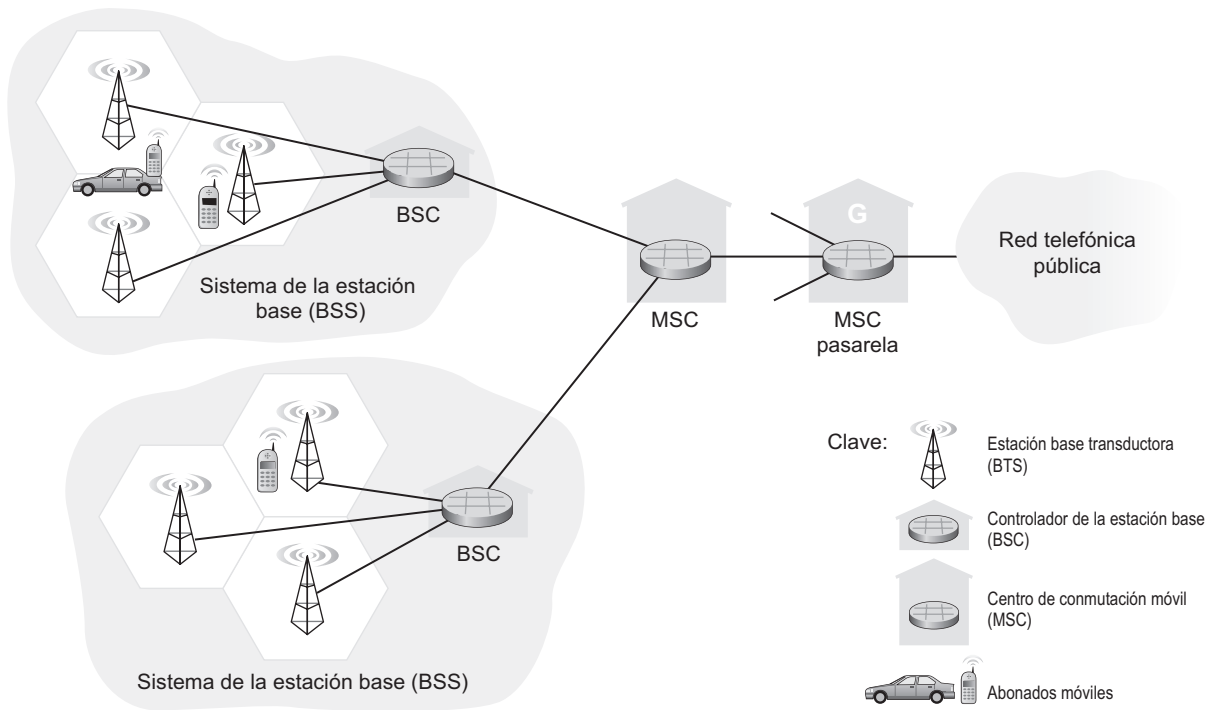 BSC
Sistema de la estación
base (BSS)
MSC
G
MSC
pasarela
Red telefónica
pública
BSC
Sistema de la estación base (BSS)
Clave:
Estación base transductora
(BTS)
Controlador de la estación base
(BSC)
Centro de conmutación móvil
(MSC)
Abonados móviles